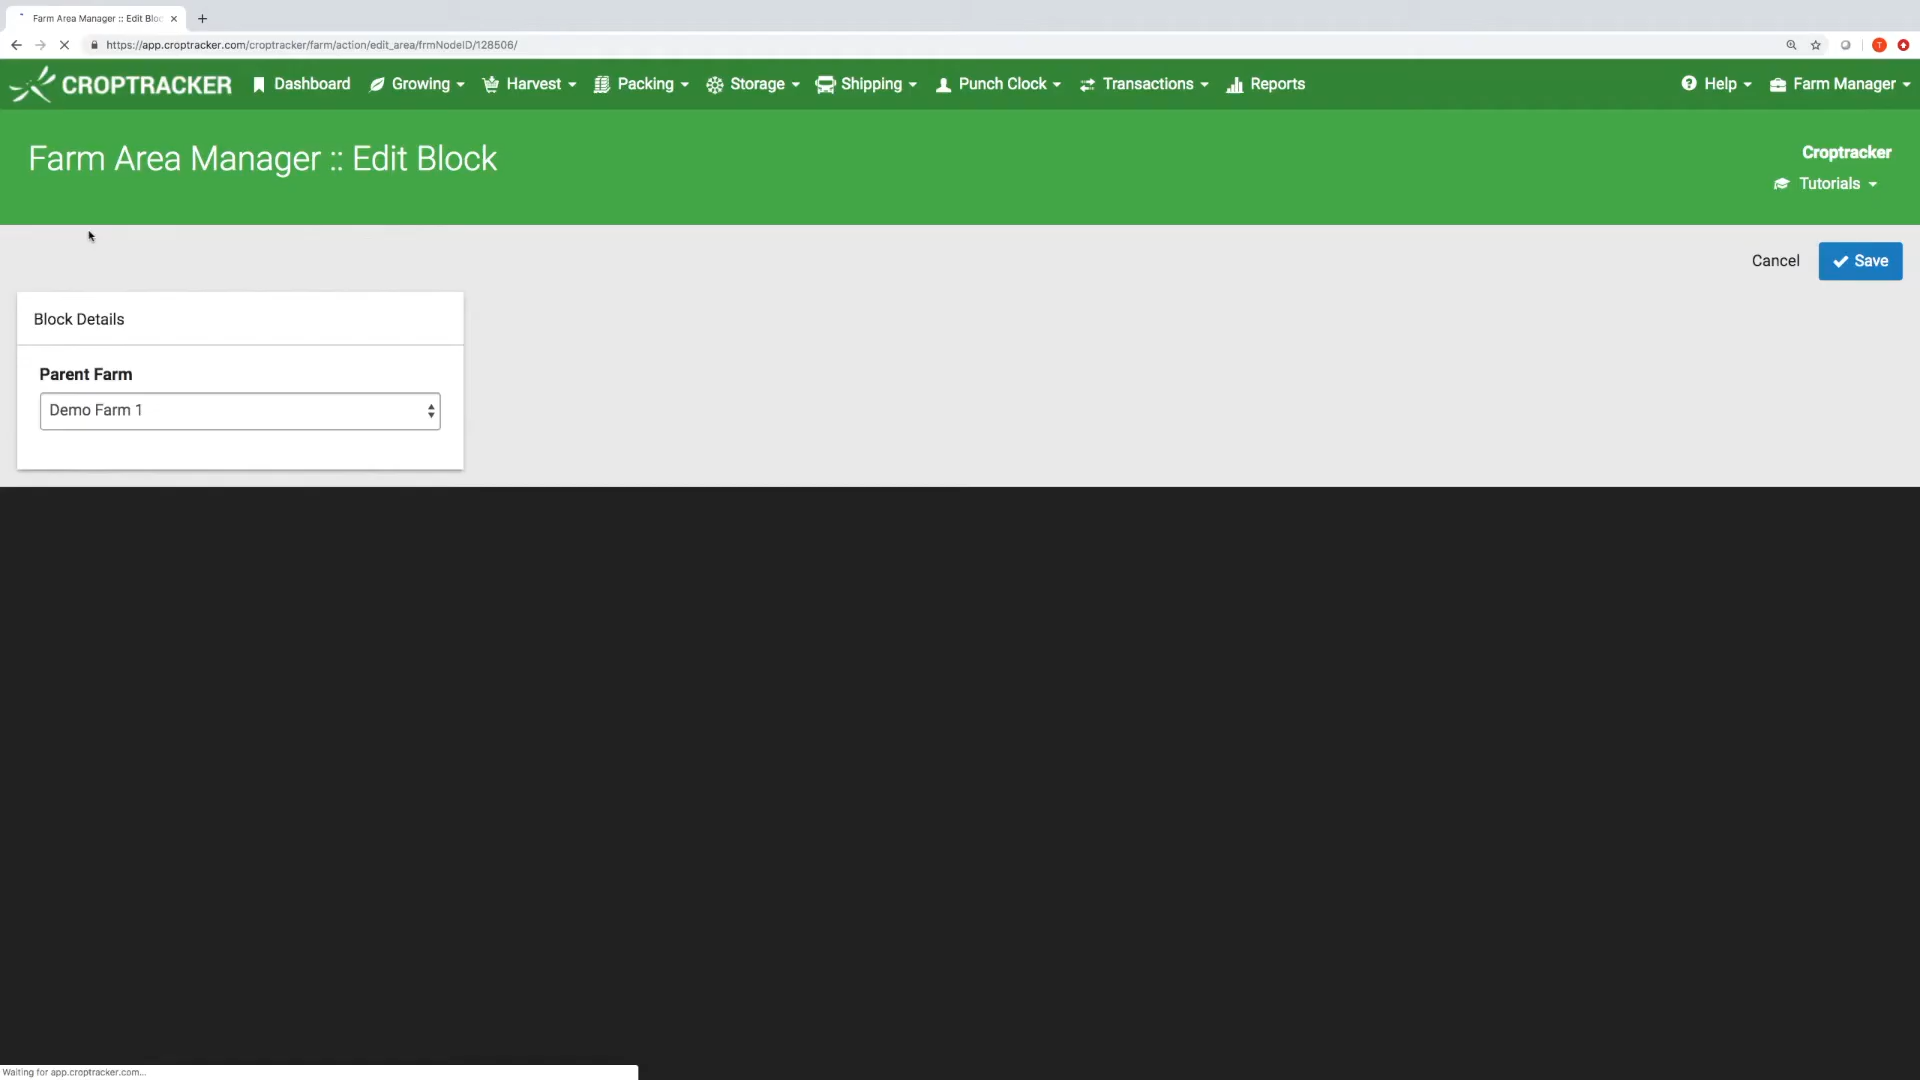 Farm Area Manager :: Edit Bloc
https://app.croptracker.com/croptracker/farm/action/edit_area/frmNodeID/128506/
T
CROPTRACKER Dashboard Growing Harvest Packing Storage Shipping Punch Clock Transactions Reports Help Farm Manager
Farm Area Manager :: Edit Block
Croptracker
Tutorials
Cancel Save
Block Details
Parent Farm
Demo Farm 1
Waiting for app.croptracker.com...